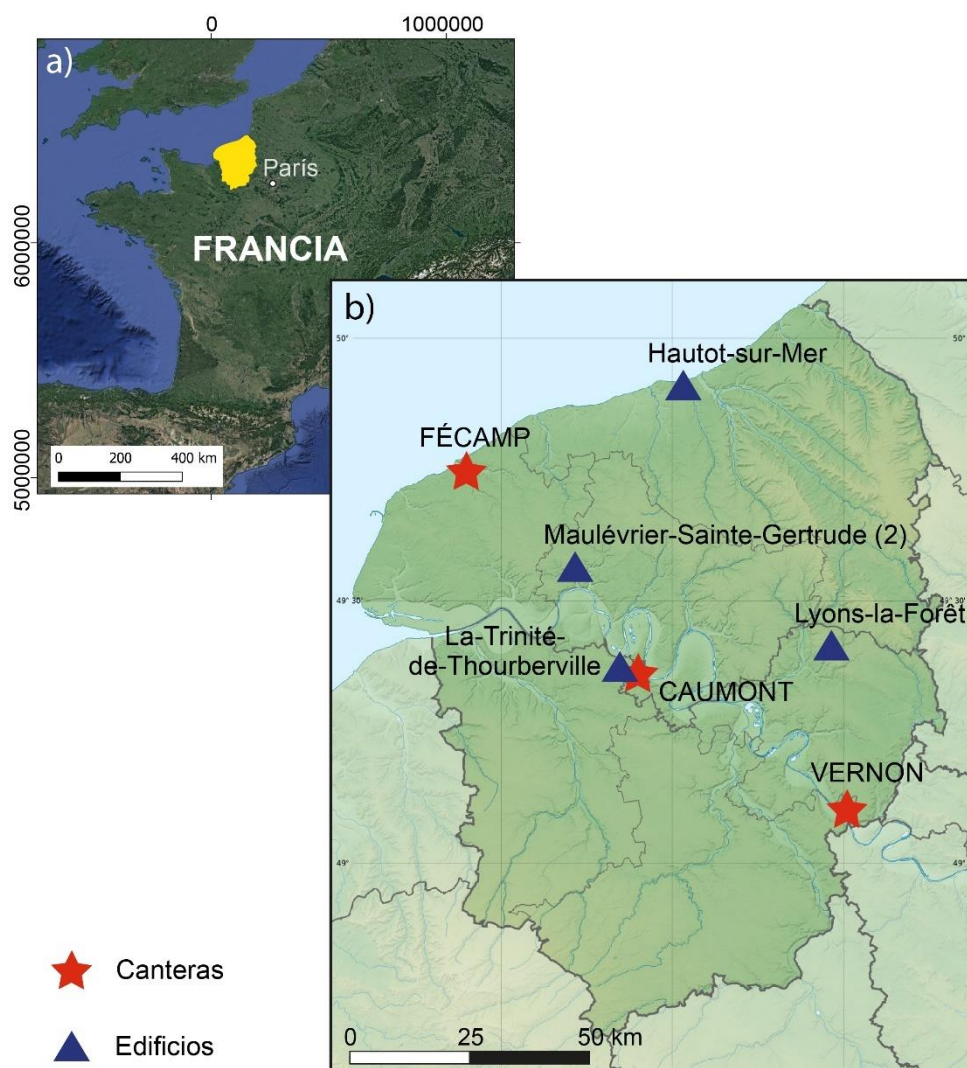 0
1000000
a)
París
FRANCIA
6000000
5000000
0 200 400 km
b)
50°
50°
Hautot-sur-Mer
FÉCAMP
Maulévrier-Sainte-Gertrude (2)
49° 30'
49° 30'
Lyons-la-Forêt
La-Trinité-
de-Thourberville
CAUMONT
VERNON
49°
49°
Canteras
Edificios
0 25 50 km